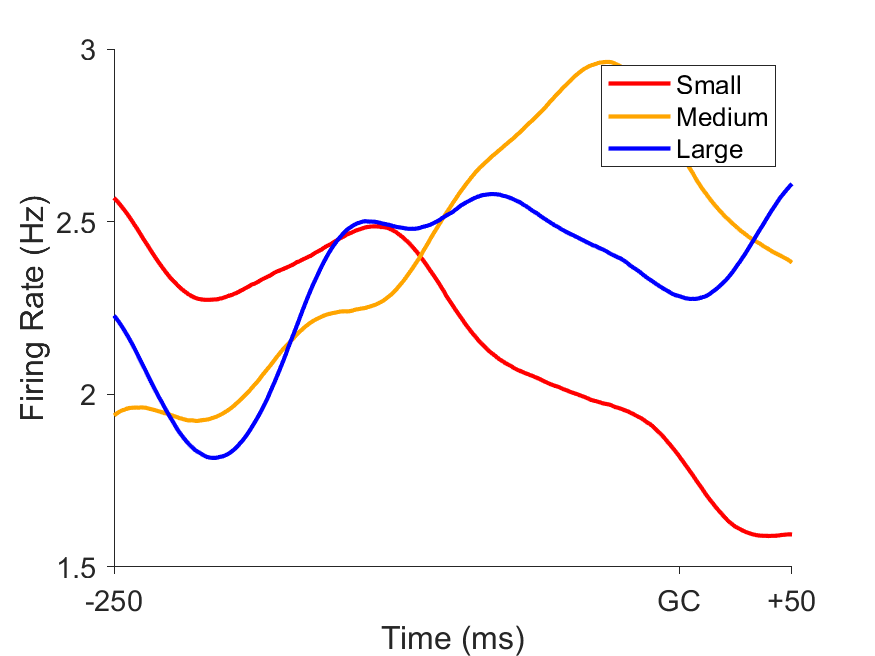 3
2.5
2
1.5
Firing Rate (Hz)
Small
Medium
Large
-250
GC
+50
Time (ms)